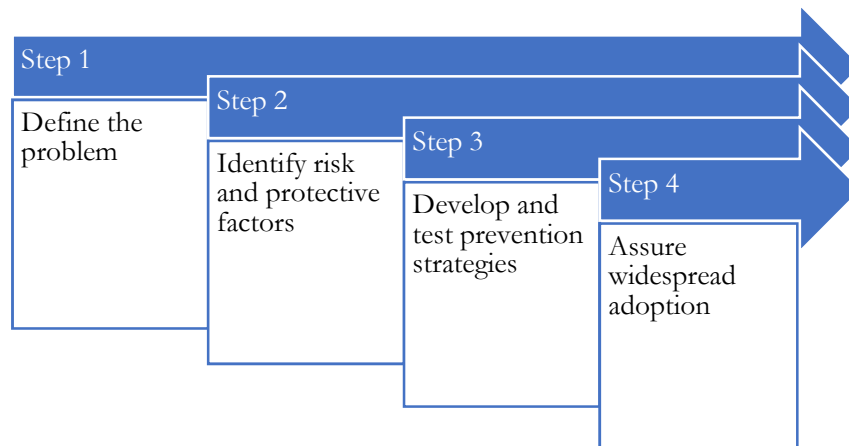 Step 1
Define the
problem
Step 2
Identify risk
and protective
factors
Step 3
Develop and
test prevention
strategies
Step 4
Assure
widespread
adoption